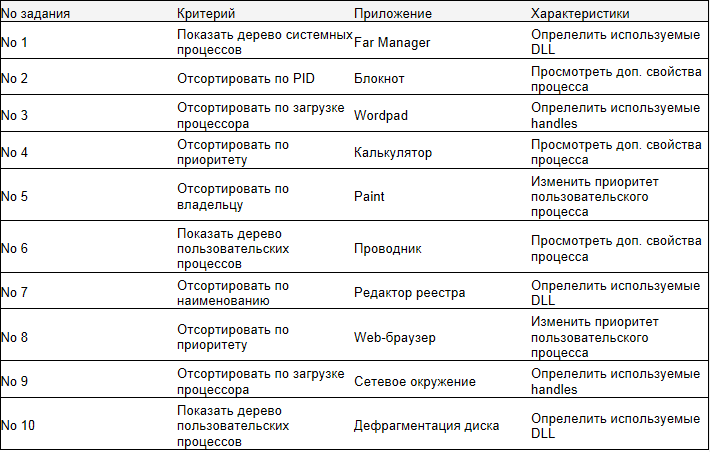 No задания Критерий Приложение Характеристики
No 1 Показать дерево системных процессов Far Manager Опрелелить используемые DLL
No 2 Отсортировать по PID Блокнот Просмотреть доп. свойства процесса
No 3 Отсортировать по загрузке процессора Wordpad Опрелелить используемые handles
No 4 Отсортировать по приоритету Калькулятор Просмотреть доп. свойства процесса
No 5 Отсортировать по владельцу Paint Изменить приоритет пользовательского процесса
No 6 Показать дерево пользовательских процессов Проводник Просмотреть доп. свойства процесса
No 7 Отсортировать по наименованию Редактор реестра Опрелелить используемые DLL
No 8 Отсортировать по приоритету Web-браузер Изменить приоритет пользовательского процесса
No 9 Отсортировать по загрузке процессора Сетевое окружение Опрелелить используемые handles
No 10 Показать дерево пользовательских процессов Дефрагментация диска Опрелелить используемые DLL